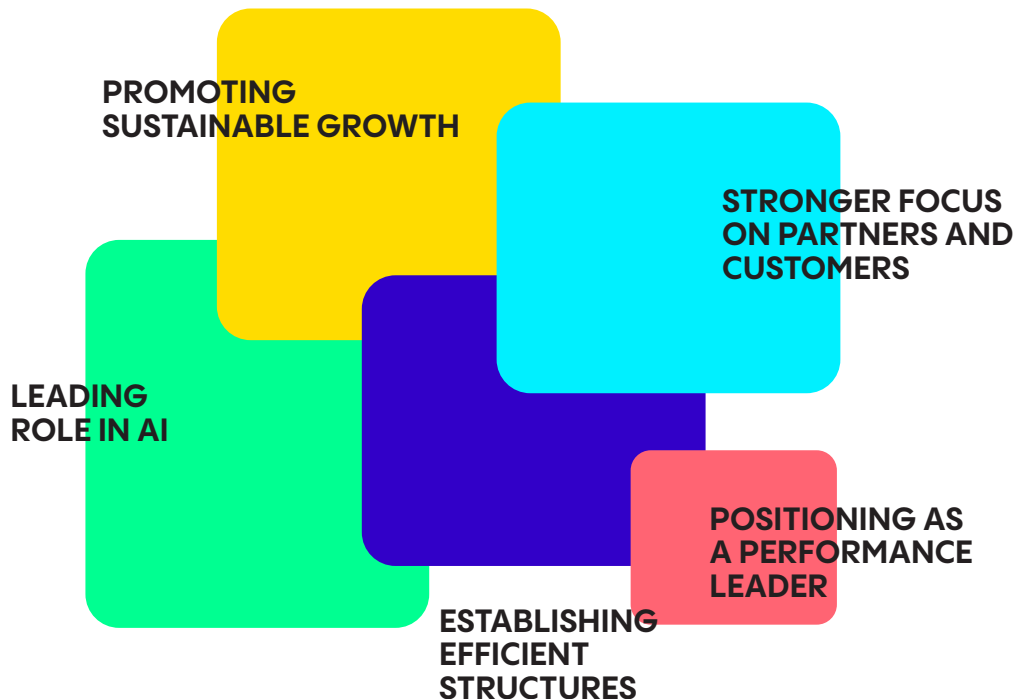 PROMOTING
SUSTAINABLE GROWTH
STRONGER FOCUS
ON PARTNERS AND
CUSTOMERS
LEADING
ROLE IN AI
POSITIONING AS
A PERFORMANCE
LEADER
ESTABLISHING
EFFICIENT
STRUCTURES